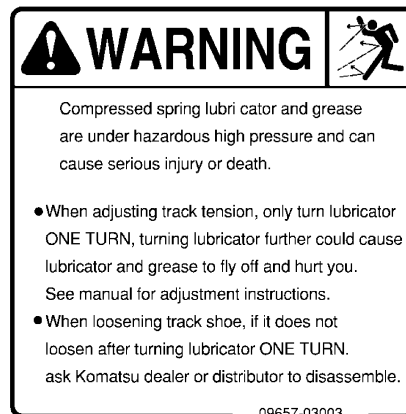 WARNING
Compressed spring lubri cator and grease
are under hazardous high pressure and can
cause serious injury or death.
●When adjusting track tension, only turn lubricator
ONE TURN, turning lubricator further could cause
lubricator and grease to fly off and hurt you.
See manual for adjustment instructions.
●When loosening track shoe, if it does not
loosen after turning lubricator ONE TURN.
ask Komatsu dealer or distributor to disassemble.
09657-03003